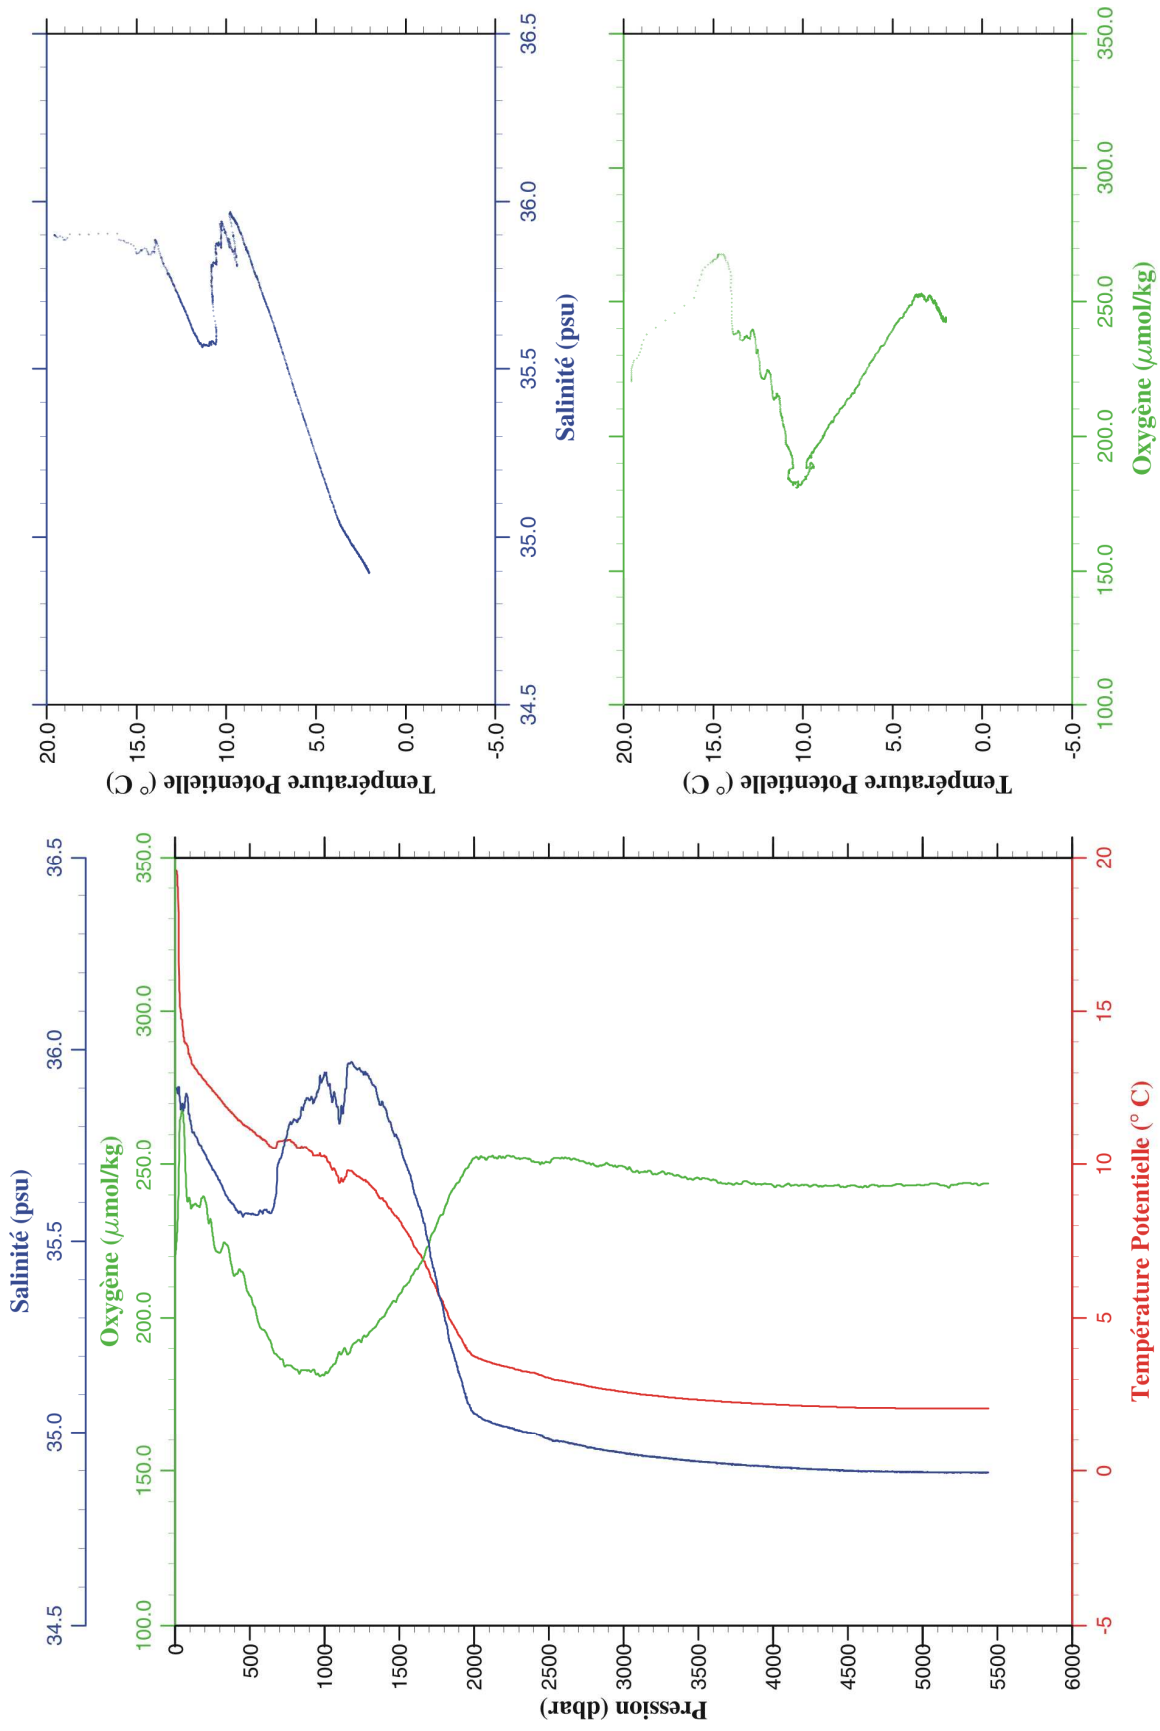 Salinité (psu)
34.5 35.0 35.5 36.0 36.5
Oxygène (μmol/kg)
100.0 150.0 200.0 250.0 300.0 350.0
Pression (dbar)
0
500
1000
1500
2000
2500
3000
3500
4000
4500
5000
5500
6000
-5 0 5 10 15 20
Température Potentielle (° C)
Température Potentielle (° C)
20.0
15.0
10.0
5.0
0.0
-5.0
34.5 35.0 35.5 36.0 36.5
Salinité (psu)
Température Potentielle (° C)
20.0
15.0
10.0
5.0
0.0
-5.0
100.0 150.0 200.0 250.0 300.0 350.0
Oxygène (μmol/kg)